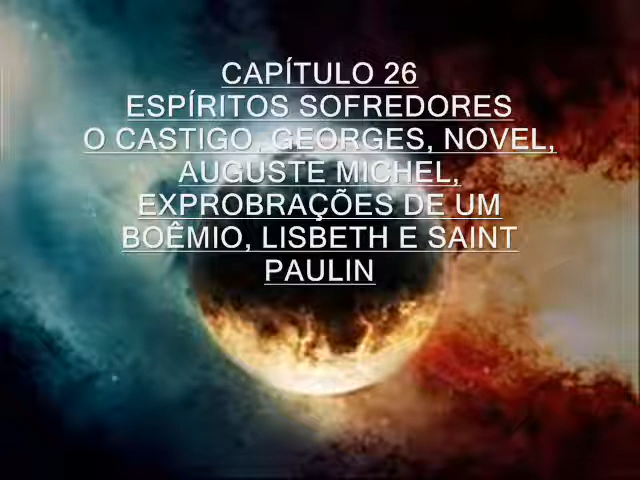 CAPÍTULO 26
ESPÍRITOS SOFREDORES
O CASTIGO, GEORGES, NOVEL,
AUGUSTE MICHEL,
EXPROBRAÇÕES DE UM
BOÊMIO, LISBETH E SAINT
PAULIN